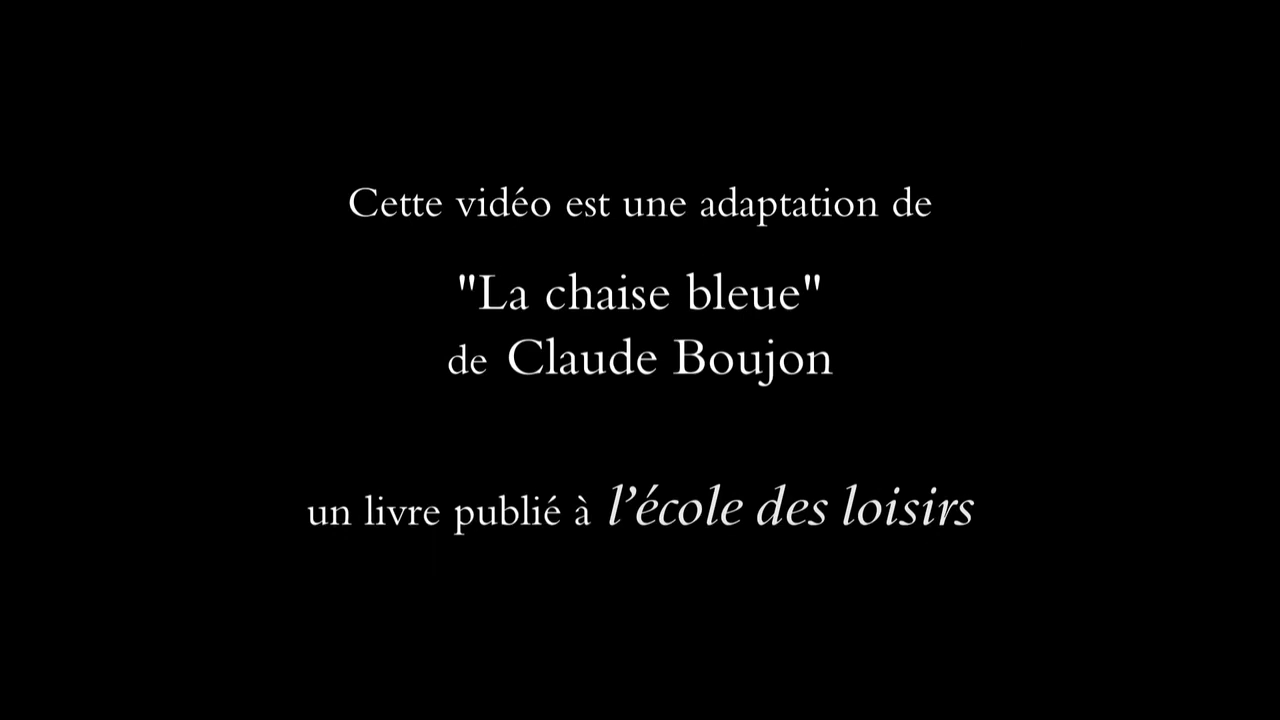 Cette vidéo est une adaptation de
"La chaise bleue"
de Claude Boujon
un livre publié à l'école des loisirs